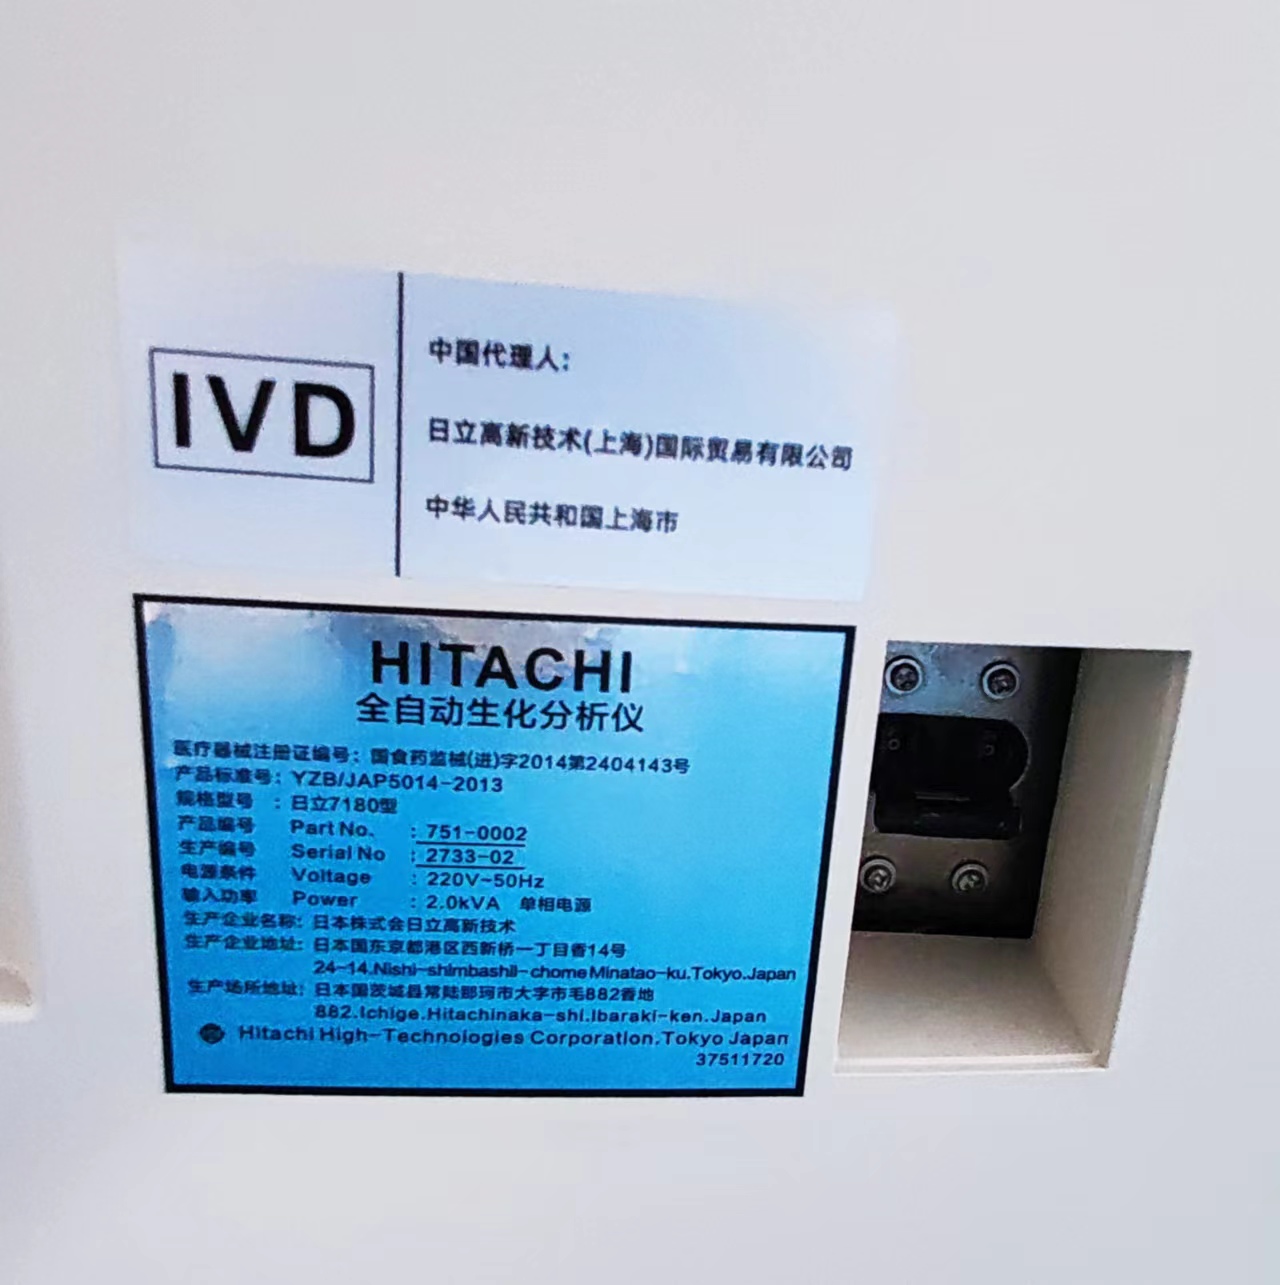 IVD
中国代理人:
日立高新技术(上海)国际贸易有限公司
中华人民共和国上海市
HITACHI
全自动生化分析仪
医疗器械注册证编号: 国食药监械(进)字2014第2404143号
产品标准号: YZB/JAP5014-2013
规格型号 : 日立7180型
产品编号 Part No. : 751-0002
生产编号 Serial No : 2733-02
电源条件 Voltage : 220V~50Hz
输入功率 Power : 2.0kVA 单相电源
生产企业名称: 日本株式会日立高新技术
生产企业地址: 日本国东京都港区西新桥一丁目香14号
24-14.Nishi-shimbashi1-chome Minatao-ku.Tokyo.Japan
生产场所地址: 日本国茨城县常陆那珂市大字市毛882香地
882.Ichige.Hitachinaka-shi.Ibaraki-ken.Japan
Hitachi High-Technologies Corporation.Tokyo Japan
37511720